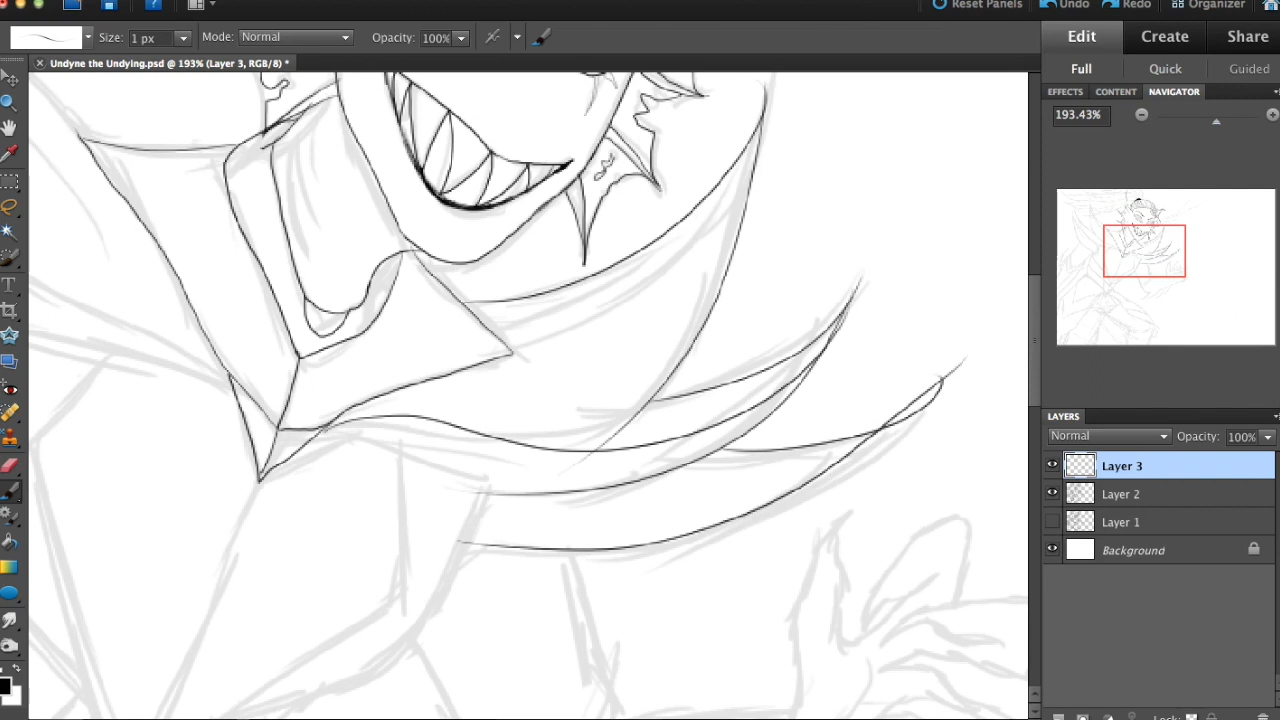 Reset Panels Undo Redo Organizer
Size: 1 px Mode: Normal Opacity: 100%
Edit Create Share
Undyne the Undying.psd @ 193% (Layer 3, RGB/8) *
Full Quick Guided
EFFECTS CONTENT NAVIGATOR
193.43%
LAYERS
Normal Opacity: 100%
Layer 3
Layer 2
Layer 1
Background
Lock: